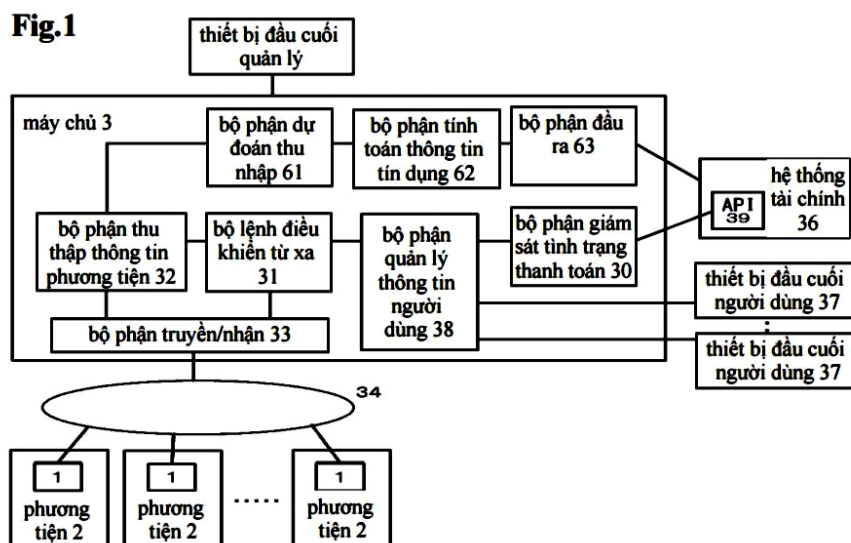 Fig.1
thiết bị đầu cuối
quản lý
máy chủ 3
bộ phận dự
đoán thu
nhập 61
bộ phận tính
toán thông tin
tín dụng 62
bộ phận đầu
ra 63
hệ thống
tài chính
36
API
39
bộ phận thu
thập thông tin
phương tiện 32
bộ lệnh điều
khiển từ xa
31
bộ phận
quản lý
thông tin
người
dùng 38
bộ phận giám
sát tình trạng
thanh toán 30
thiết bị đầu cuối
người dùng 37
thiết bị đầu cuối
người dùng 37
bộ phận truyền/nhận 33
34
1
phương
tiện 2
1
phương
tiện 2
1
phương
tiện 2